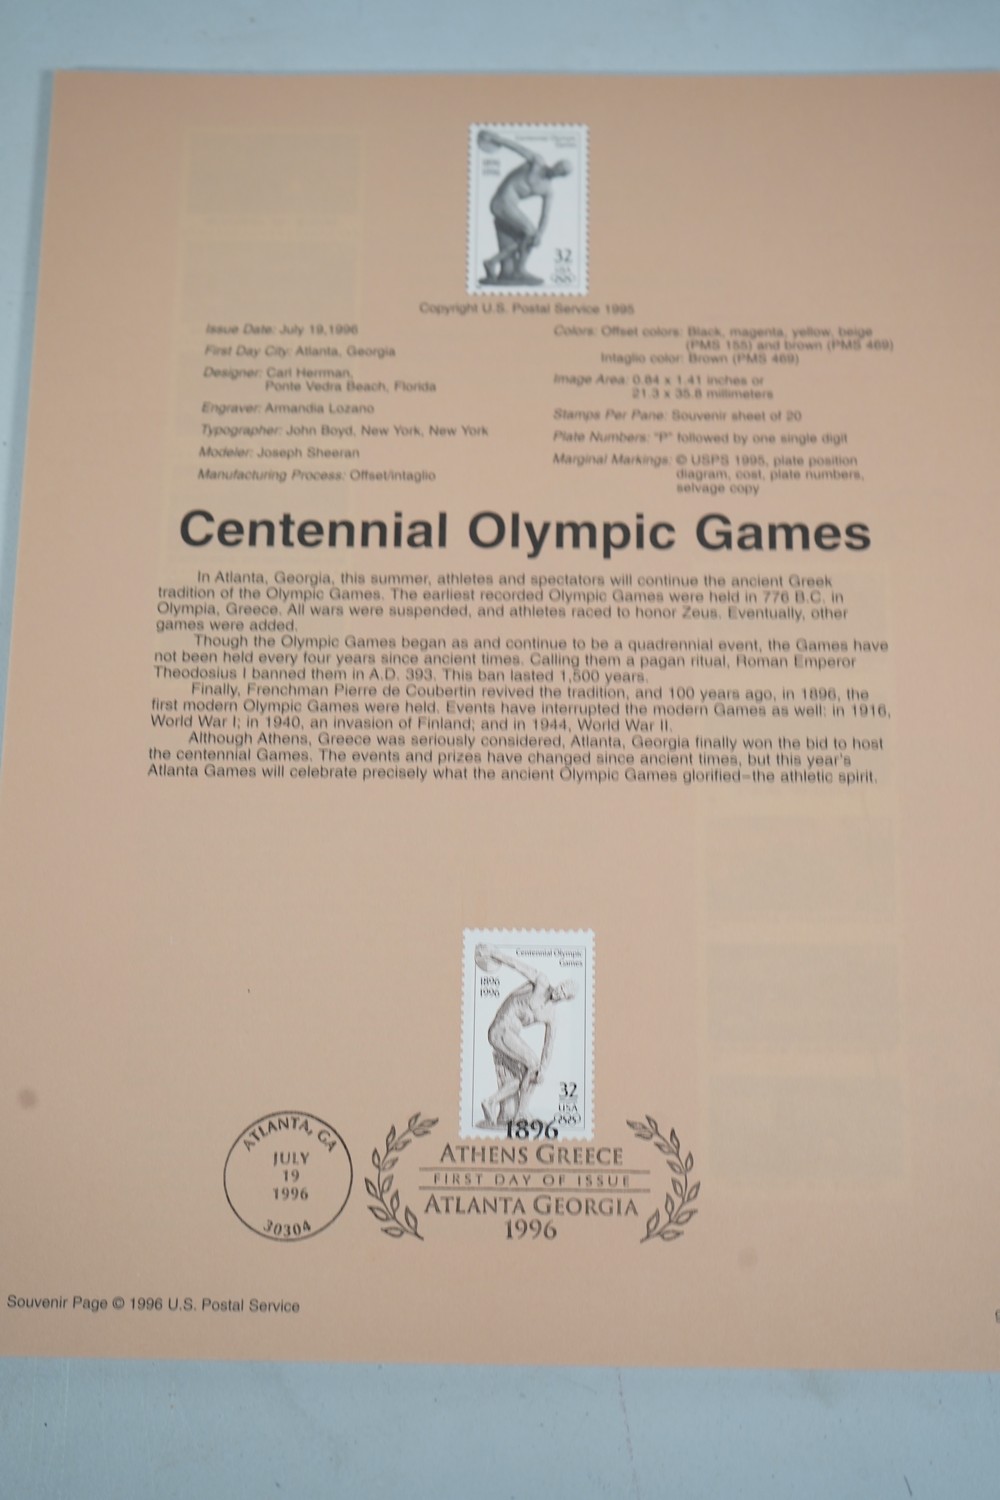 Centennial Olympic
Games
1896
1996
32
USA
Copyright U.S. Postal Service 1995
Issue Date: July 19,1996
First Day City: Atlanta, Georgia
Designer: Carl Herrman,
Ponte Vedra Beach, Florida
Engraver: Armandia Lozano
Typographer: John Boyd, New York, New York
Modeler: Joseph Sheeran
Manufacturing Process: Offset/intaglio
Colors: Offset colors: Black, magenta, yellow, beige
(PMS 155) and brown (PMS 469)
Intaglio color: Brown (PMS 469)
Image Area: 0.84 x 1.41 inches or
21.3 x 35.8 millimeters
Stamps Per Pane: Souvenir sheet of 20
Plate Numbers: "P" followed by one single digit
Marginal Markings: © USPS 1995, plate position
diagram, cost, plate numbers,
selvage copy
Centennial Olympic Games
In Atlanta, Georgia, this summer, athletes and spectators will continue the ancient Greek
tradition of the Olympic Games. The earliest recorded Olympic Games were held in 776 B.C. in
Olympia, Greece. All wars were suspended, and athletes raced to honor Zeus. Eventually, other
games were added.
Though the Olympic Games began as and continue to be a quadrennial event, the Games have
not been held every four years since ancient times. Calling them a pagan ritual, Roman Emperor
Theodosius I banned them in A.D. 393. This ban lasted 1,500 years.
Finally, Frenchman Pierre de Coubertin revived the tradition, and 100 years ago, in 1896, the
first modern Olympic Games were held. Events have interrupted the modern Games as well: in 1916,
World War I; in 1940, an invasion of Finland; and in 1944, World War II.
Although Athens, Greece was seriously considered, Atlanta, Georgia finally won the bid to host
the centennial Games. The events and prizes have changed since ancient times, but this year's
Atlanta Games will celebrate precisely what the ancient Olympic Games glorified–the athletic spirit.
Centennial Olympic
Games
1896
1996
32
USA
ATLANTA, GA
JULY
19
1996
30304
1896
ATHENS GREECE
FIRST DAY OF ISSUE
ATLANTA GEORGIA
1996
Souvenir Page © 1996 U.S. Postal Service